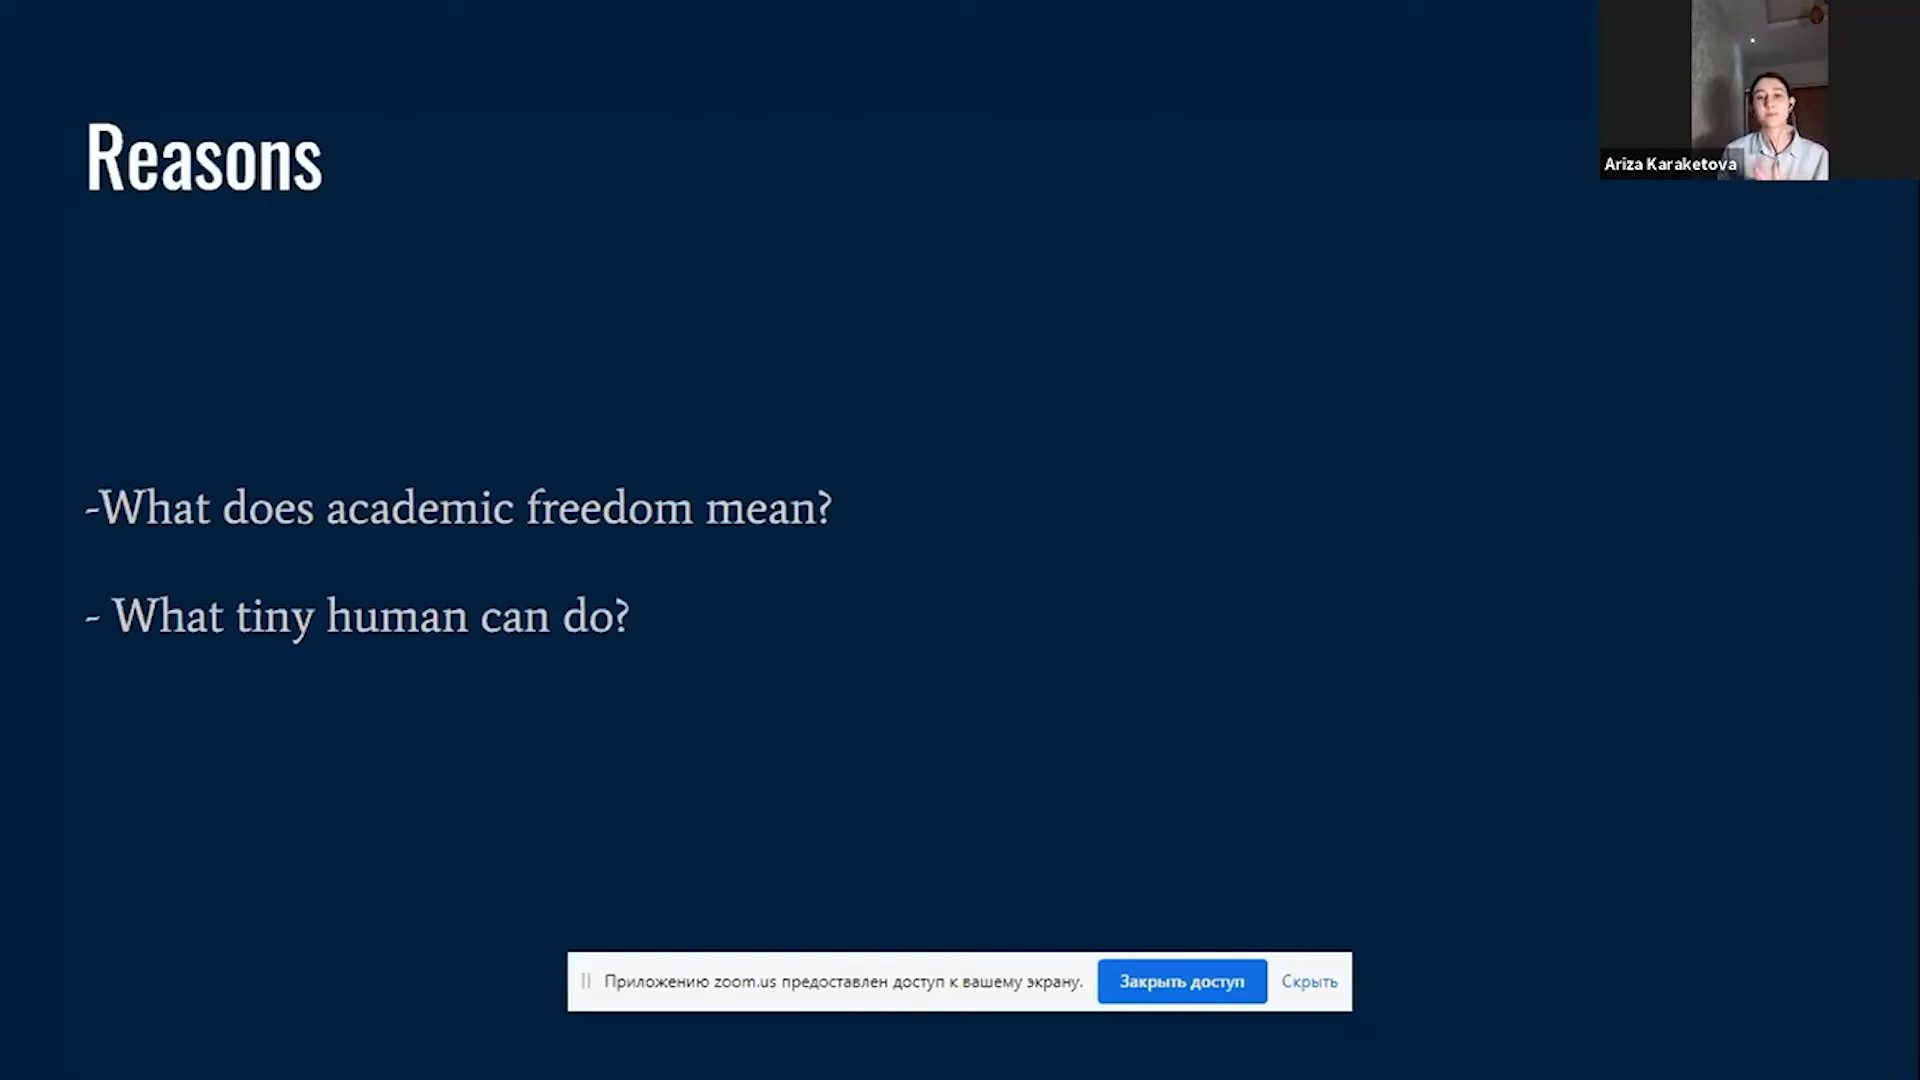 Reasons
Ariza Karaketova
-What does academic freedom mean?
- What tiny human can do?
Приложению zoom.us предоставлен доступ к вашему экрану.
Закрыть доступ
Скрыть